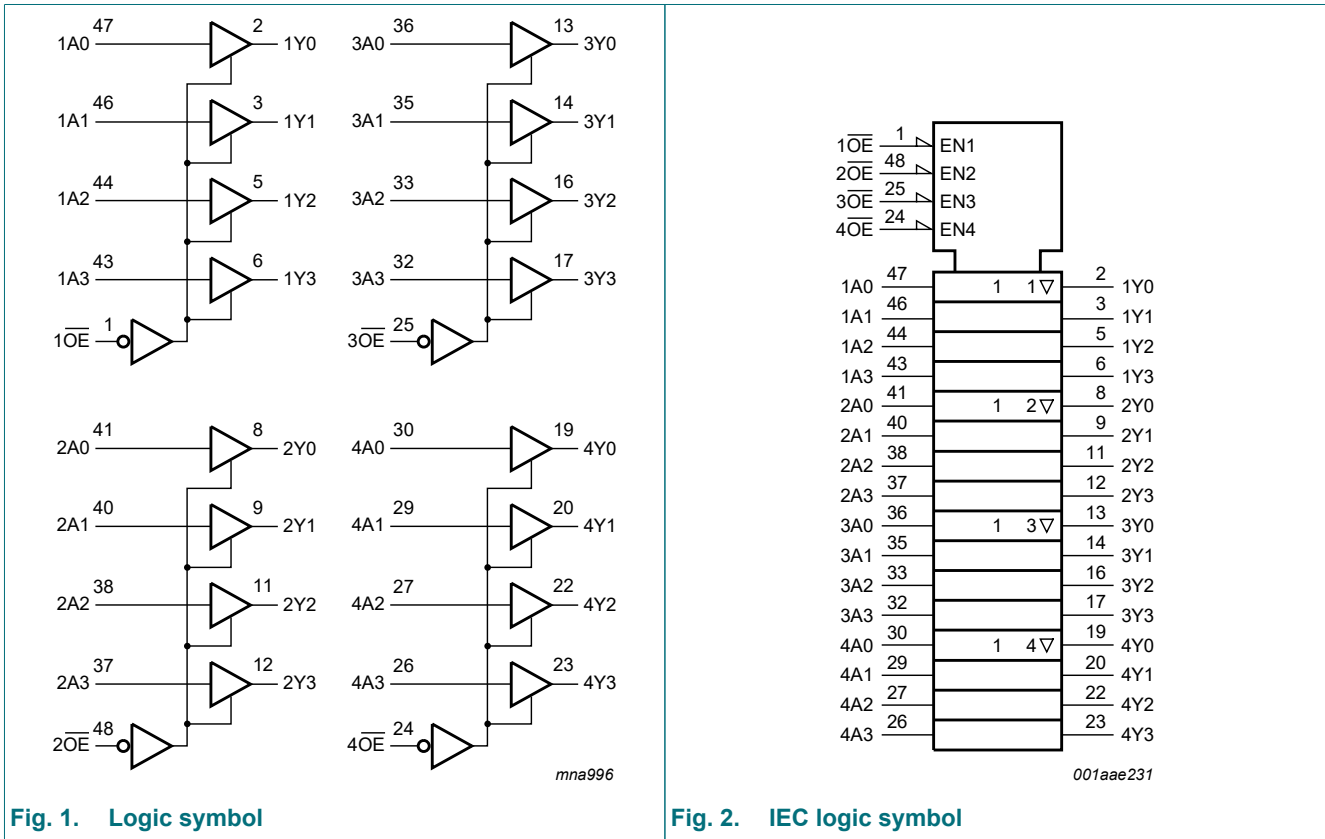 47 2 36 13
1A0 1Y0 3A0 3Y0
46 3 35 14
1A1 1Y1 3A1 3Y1
44 5 33 16
1A2 1Y2 3A2 3Y2
43 6 32 17
1A3 1Y3 3A3 3Y3
1 25
1OE 3OE
41 8 30 19
2A0 2Y0 4A0 4Y0
40 9 29 20
2A1 2Y1 4A1 4Y1
38 11 27 22
2A2 2Y2 4A2 4Y2
37 12 26 23
2A3 2Y3 4A3 4Y3
48 24
2OE 4OE
mna996
Fig. 1. Logic symbol
1OE 1 EN1
2OE 48 EN2
3OE 25 EN3
4OE 24 EN4
1A0 47 1 1▽ 2 1Y0
1A1 46 3 1Y1
1A2 44 5 1Y2
1A3 43 6 1Y3
2A0 41 1 2▽ 8 2Y0
2A1 40 9 2Y1
2A2 38 11 2Y2
2A3 37 12 2Y3
3A0 36 1 3▽ 13 3Y0
3A1 35 14 3Y1
3A2 33 16 3Y2
3A3 32 17 3Y3
4A0 30 1 4▽ 19 4Y0
4A1 29 20 4Y1
4A2 27 22 4Y2
4A3 26 23 4Y3
001aae231
Fig. 2. IEC logic symbol